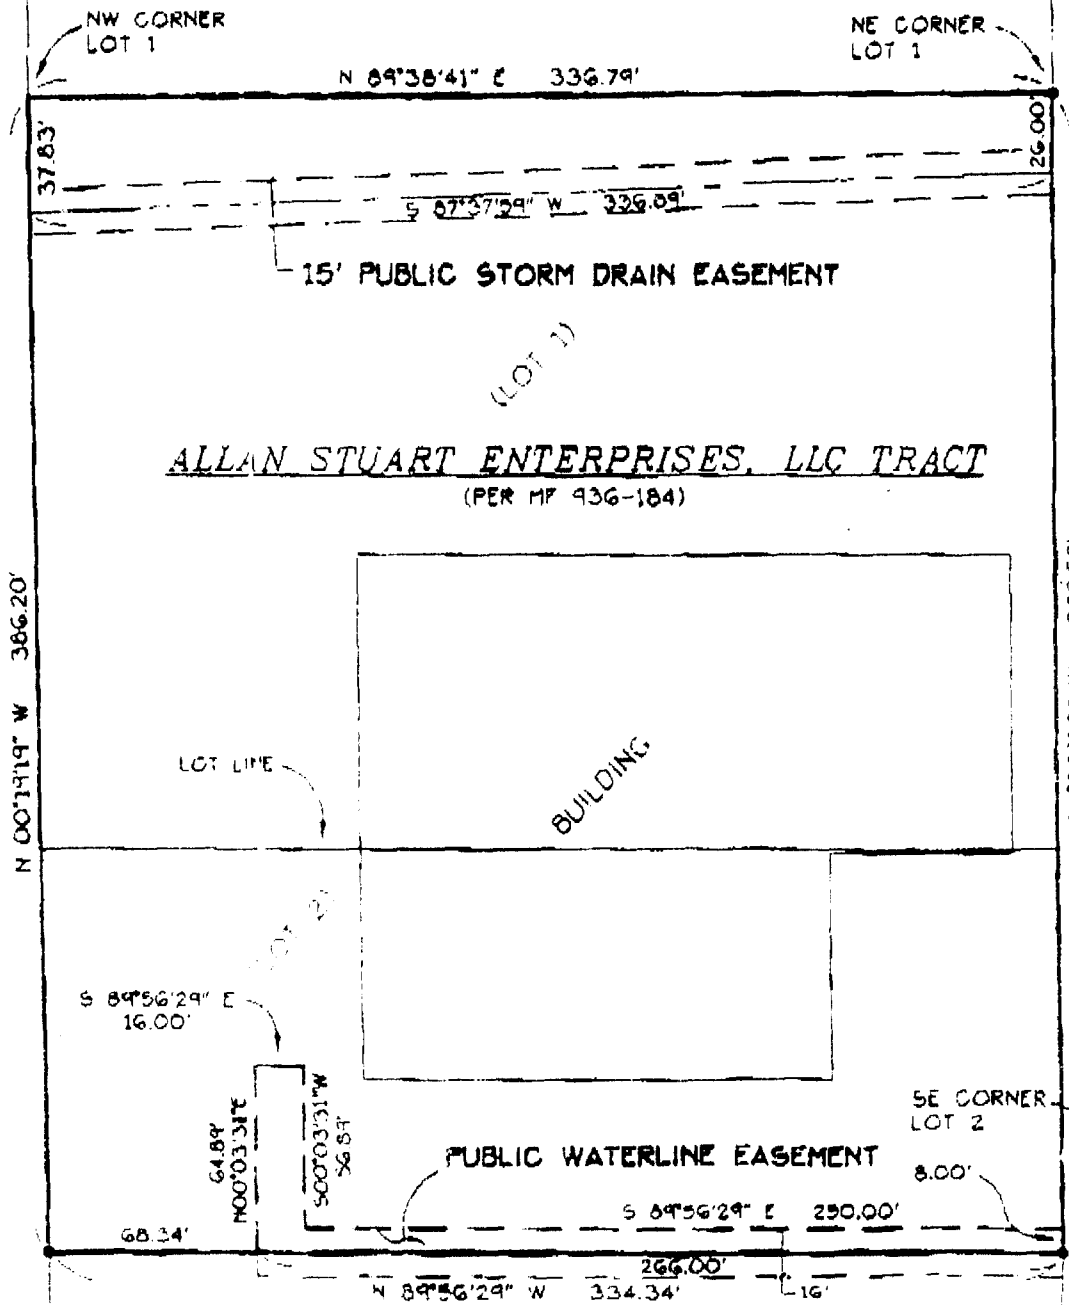 NW CORNER
LOT 1
NE CORNER
LOT 1
N 89°38'41" E 336.79'
37.83'
26.00'
S 87°37'59" W 336.89'
15' PUBLIC STORM DRAIN EASEMENT
(LOT 1)
ALLAN STUART ENTERPRISES, LLC TRACT
(PER MF 936-184)
N 00°19'19" W 386.20'
LOT LINE
BUILDING
S 89°56'29" E
16.00'
64.89'
N00°03'31"E
S00°03'31"W
56.89'
SE CORNER
LOT 2
PUBLIC WATERLINE EASEMENT
8.00'
S 89°56'29" E 250.00'
68.34'
266.00'
N 89°56'29" W 334.34'
16'